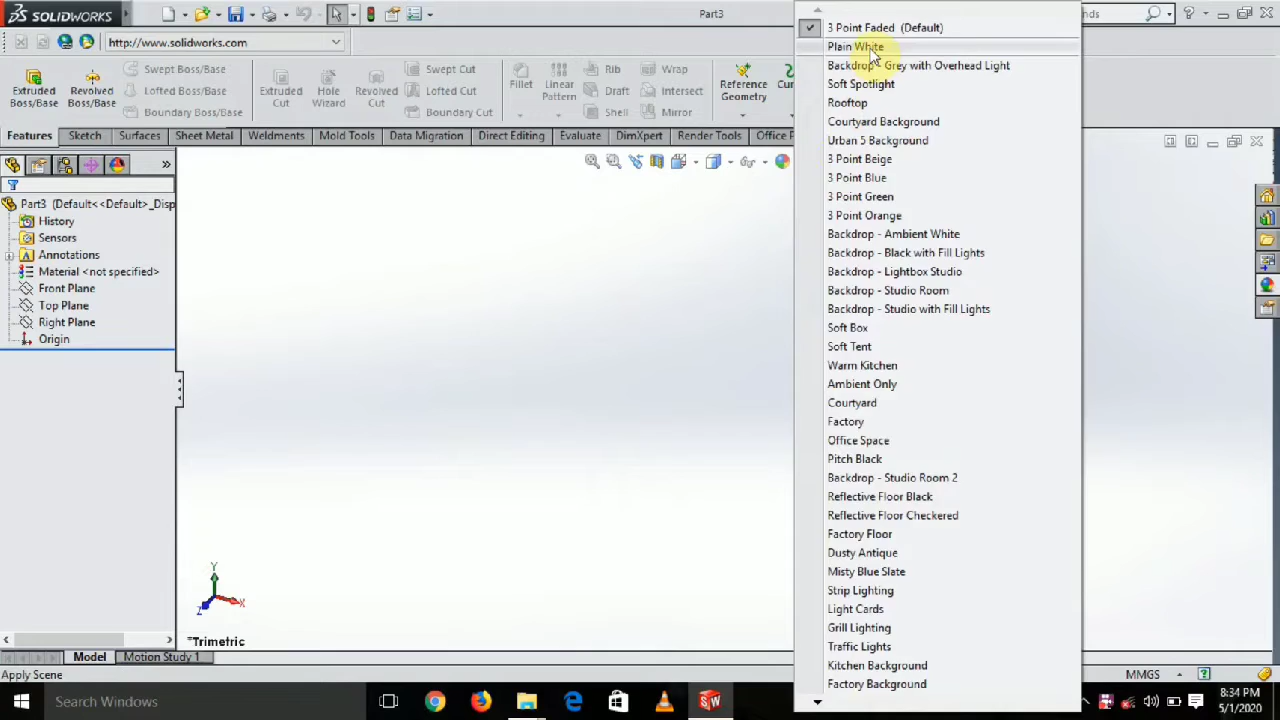 SOLIDWORKS
Part3
nds
http://www.solidworks.com
Extruded Boss/Base
Revolved Boss/Base
Swept Boss/Base
Lofted Boss/Base
Boundary Boss/Base
Extruded Cut
Hole Wizard
Revolved Cut
Swept Cut
Lofted Cut
Boundary Cut
Fillet
Linear Pattern
Rib
Draft
Shell
Wrap
Intersect
Mirror
Reference Geometry
Cu
Features
Sketch
Surfaces
Sheet Metal
Weldments
Mold Tools
Data Migration
Direct Editing
Evaluate
DimXpert
Render Tools
Office P
Part3 (Default<<Default>_Disp
History
Sensors
Annotations
Material <not specified>
Front Plane
Top Plane
Right Plane
Origin
3 Point Faded (Default)
Plain White
Backdrop - Grey with Overhead Light
Soft Spotlight
Rooftop
Courtyard Background
Urban 5 Background
3 Point Beige
3 Point Blue
3 Point Green
3 Point Orange
Backdrop - Ambient White
Backdrop - Black with Fill Lights
Backdrop - Lightbox Studio
Backdrop - Studio Room
Backdrop - Studio with Fill Lights
Soft Box
Soft Tent
Warm Kitchen
Ambient Only
Courtyard
Factory
Office Space
Pitch Black
Backdrop - Studio Room 2
Reflective Floor Black
Reflective Floor Checkered
Factory Floor
Dusty Antique
Misty Blue Slate
Strip Lighting
Light Cards
Grill Lighting
Traffic Lights
Kitchen Background
Factory Background
Y
X
Z
*Trimetric
Model
Motion Study 1
Apply Scene
MMGS
Search Windows
8:34 PM
5/1/2020